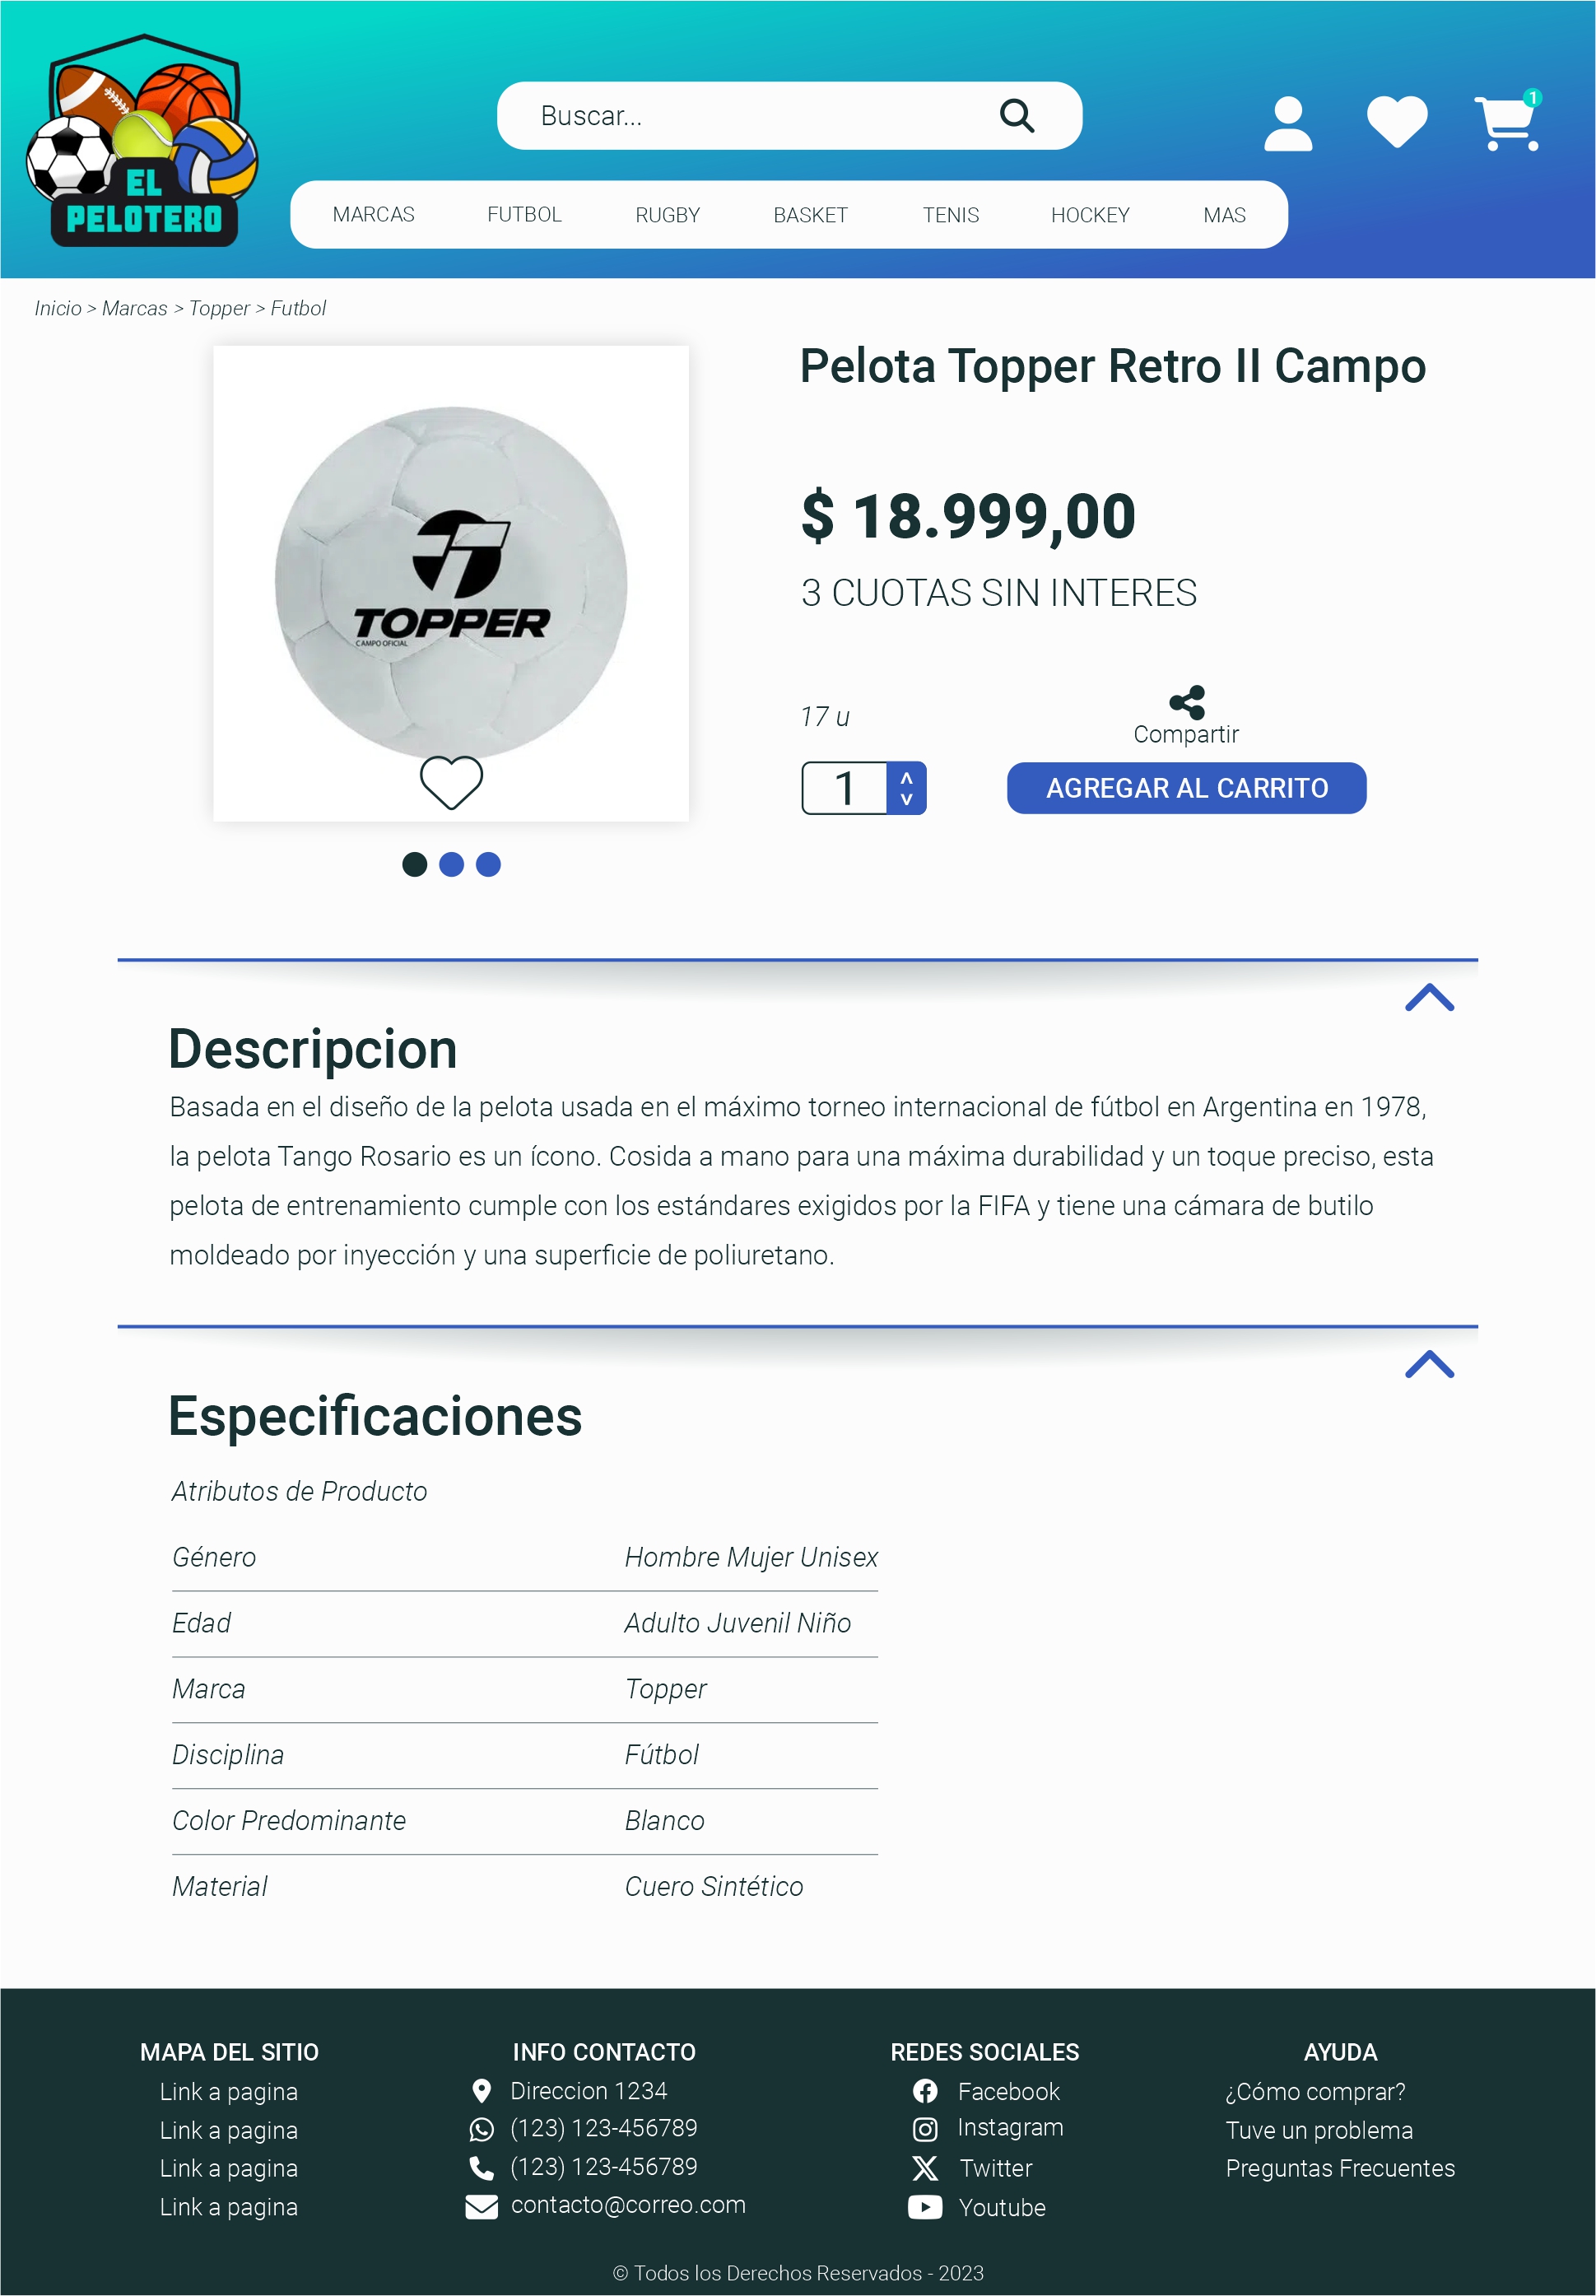 EL
PELOTERO
Buscar...
1
MARCAS FUTBOL RUGBY BASKET TENIS HOCKEY MAS
Inicio > Marcas > Topper > Futbol
TOPPER
CAMPO OFICIAL
Pelota Topper Retro II Campo
$ 18.999,00
3 CUOTAS SIN INTERES
17 u
Compartir
1
AGREGAR AL CARRITO
Descripcion
Basada en el diseño de la pelota usada en el máximo torneo internacional de fútbol en Argentina en 1978,
la pelota Tango Rosario es un ícono. Cosida a mano para una máxima durabilidad y un toque preciso, esta
pelota de entrenamiento cumple con los estándares exigidos por la FIFA y tiene una cámara de butilo
moldeado por inyección y una superficie de poliuretano.
Especificaciones
Atributos de Producto
Género Hombre Mujer Unisex
Edad Adulto Juvenil Niño
Marca Topper
Disciplina Fútbol
Color Predominante Blanco
Material Cuero Sintético
MAPA DEL SITIO
Link a pagina
Link a pagina
Link a pagina
Link a pagina
INFO CONTACTO
Direccion 1234
(123) 123-456789
(123) 123-456789
contacto@correo.com
REDES SOCIALES
Facebook
Instagram
Twitter
Youtube
AYUDA
¿Cómo comprar?
Tuve un problema
Preguntas Frecuentes
© Todos los Derechos Reservados - 2023